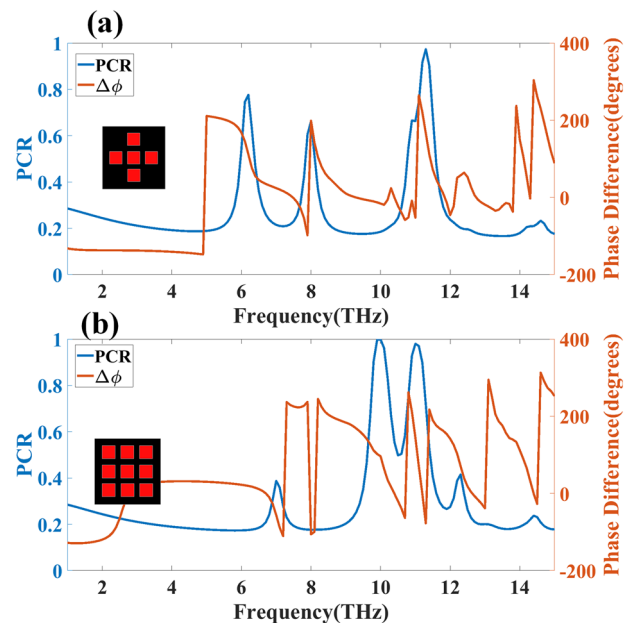 (a)
1
0.8
0.6
0.4
0.2
0
PCR
PCR
Δϕ
400
300
200
100
0
-100
-200
Phase Difference(degrees)
2 4 6 8 10 12 14
Frequency(THz)
(b)
1
0.8
0.6
0.4
0.2
0
PCR
PCR
Δϕ
400
200
0
-200
Phase Difference(degrees)
2 4 6 8 10 12 14
Frequency(THz)